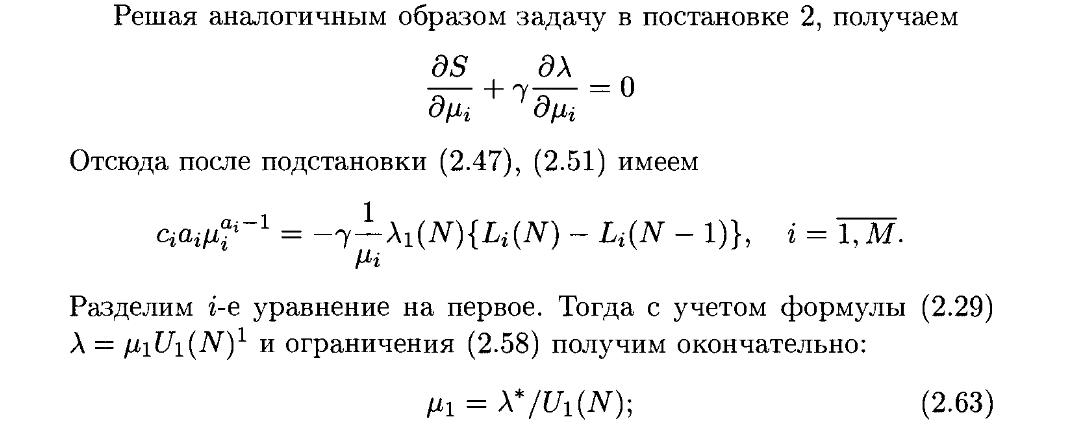 Решая аналогичным образом задачу в постановке 2, получаем
∂S/∂μ_i + γ ∂λ/∂μ_i = 0
Отсюда после подстановки (2.47), (2.51) имеем
c_i a_i μ_i^{a_i−1} = −γ (1/μ_i) λ_1(N){L_i(N) − L_i(N − 1)}, i = \overline{1, M}.
Разделим i-е уравнение на первое. Тогда с учетом формулы (2.29)
λ = μ_1 U_1(N)^1 и ограничения (2.58) получим окончательно:
μ_1 = λ*/U_1(N); (2.63)